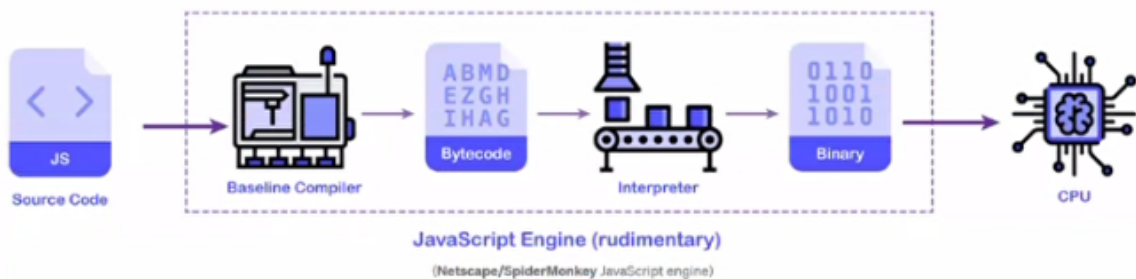 JS
Source Code
Baseline Compiler
ABMD
EZGH
IHAG
Bytecode
Interpreter
0110
1001
1010
Binary
CPU
JavaScript Engine (rudimentary)
(Netscape/SpiderMonkey JavaScript engine)